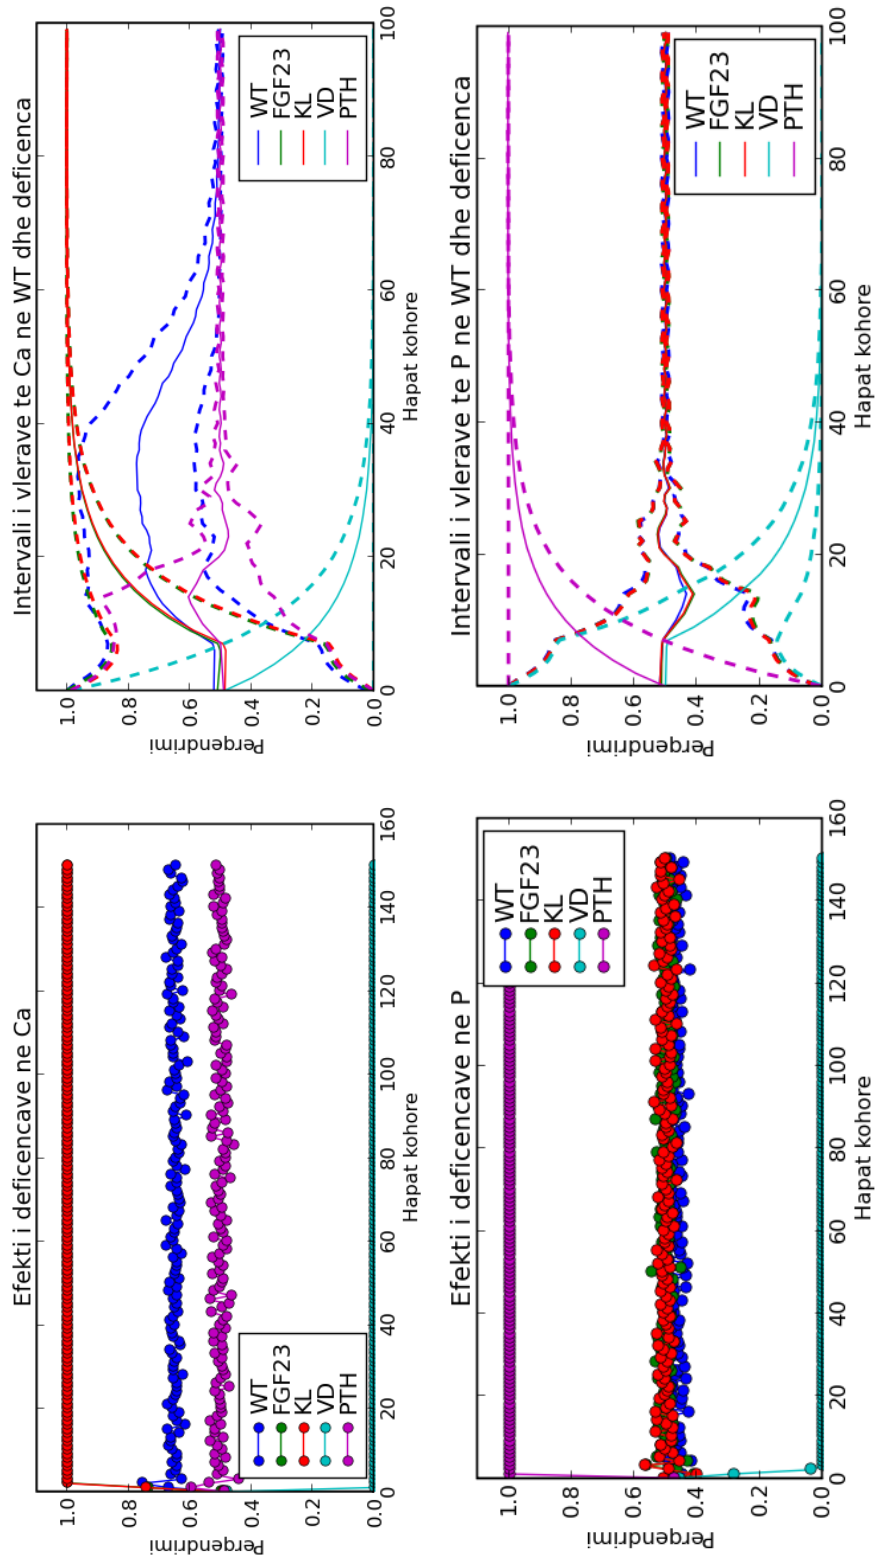 Efekti i deficencave ne Ca
Perqendrimi
1.0
0.8
0.6
0.4
0.2
0.0
WT
FGF23
KL
VD
PTH
0 20 40 60 80 100 120 140 160
Hapat kohore
Intervali i vlerave te Ca ne WT dhe deficenca
Perqendrimi
1.0
0.8
0.6
0.4
0.2
0.0
WT
FGF23
KL
VD
PTH
0 20 40 60 80 100
Hapat kohore
Efekti i deficencave ne P
Perqendrimi
1.0
0.8
0.6
0.4
0.2
0.0
WT
FGF23
KL
VD
PTH
0 20 40 60 80 100 120 140 160
Hapat kohore
Intervali i vlerave te P ne WT dhe deficenca
Perqendrimi
1.0
0.8
0.6
0.4
0.2
0.0
WT
FGF23
KL
VD
PTH
0 20 40 60 80 100
Hapat kohore